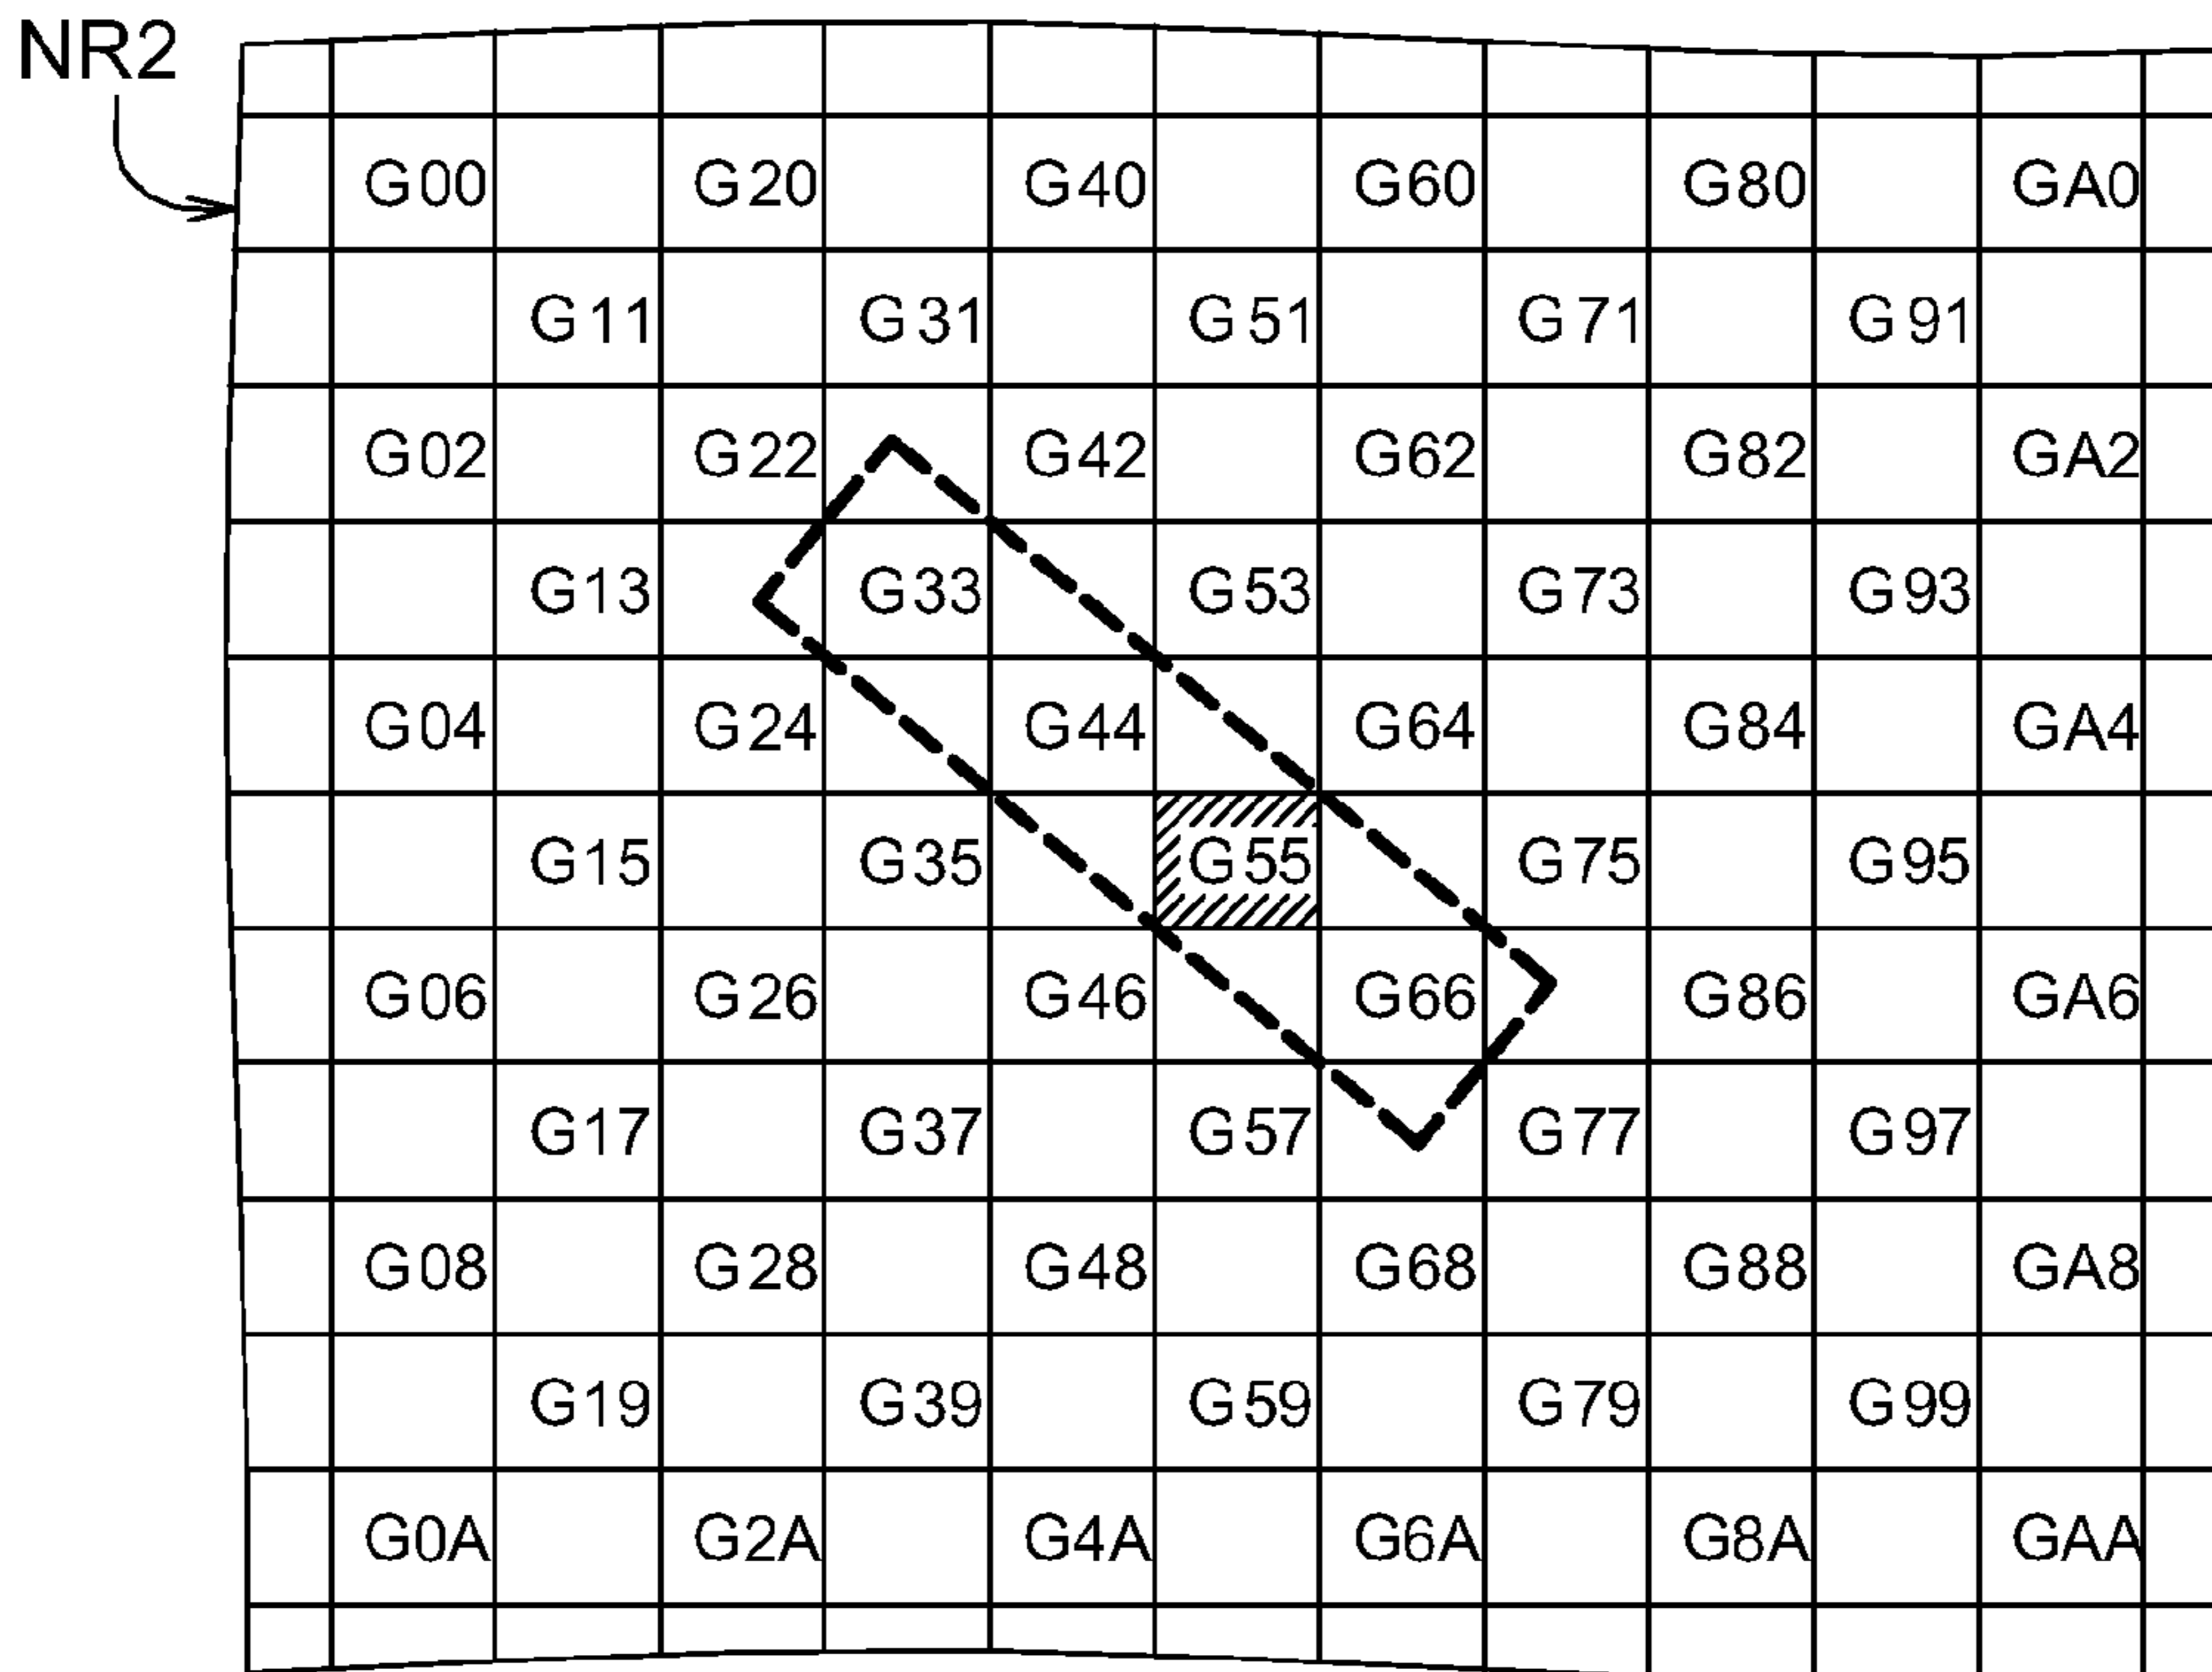 NR2
G00 G20 G40 G60 G80 GA0
G11 G31 G51 G71 G91
G02 G22 G42 G62 G82 GA2
G13 G33 G53 G73 G93
G04 G24 G44 G64 G84 GA4
G15 G35 G55 G75 G95
G06 G26 G46 G66 G86 GA6
G17 G37 G57 G77 G97
G08 G28 G48 G68 G88 GA8
G19 G39 G59 G79 G99
G0A G2A G4A G6A G8A GAA